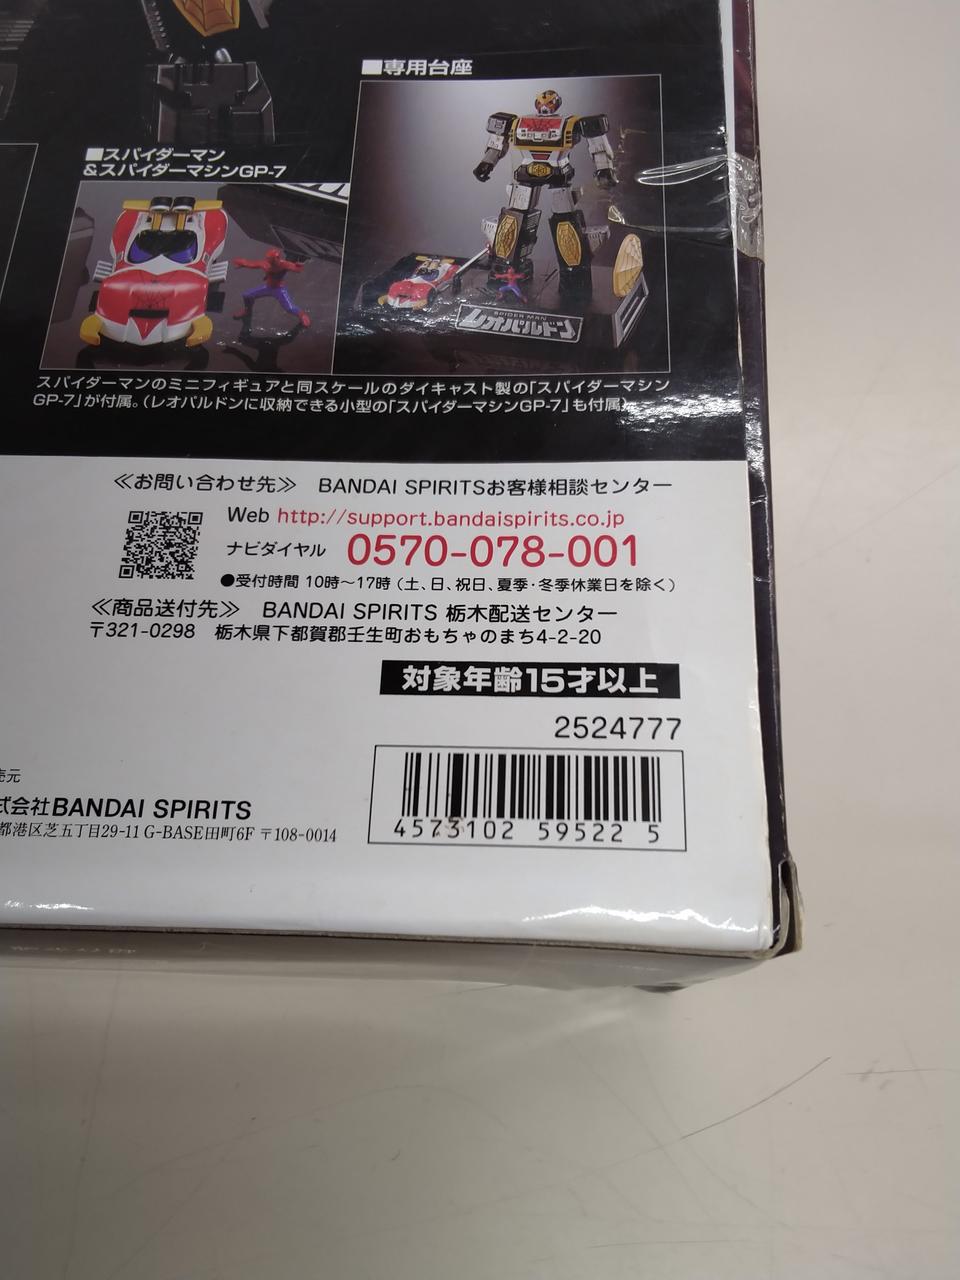 ■専用台座
■スパイダーマン
&スパイダーマシンGP-7
SPIDER MAN
レオパルドン
スパイダーマンのミニフィギュアと同スケールのダイキャスト製の「スパイダーマシン
GP-7」が付属。(レオパルドンに収納できる小型の「スパイダーマシンGP-7」も付属)
≪お問い合わせ先≫ BANDAI SPIRITSお客様相談センター
Web http://support.bandaispirits.co.jp
ナビダイヤル 0570-078-001
●受付時間 10時〜17時 (土、日、祝日、夏季・冬季休業日を除く)
≪商品送付先≫ BANDAI SPIRITS 栃木配送センター
〒321-0298 栃木県下都賀郡壬生町おもちゃのまち4-2-20
対象年齢15才以上
2524777
4573102 59522 5
売元
式会社BANDAI SPIRITS
都港区芝五丁目29-11 G-BASE田町6F 〒108-0014